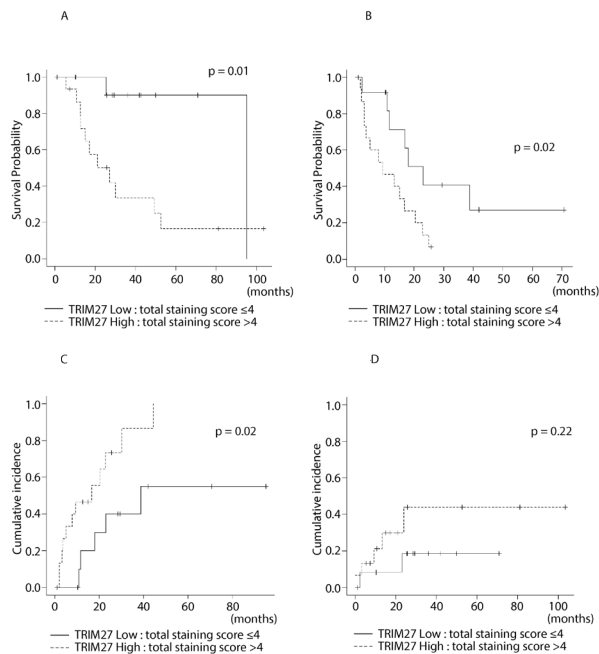 A
Survival Probability
1.0
0.8
0.6
0.4
0.2
0.0
p = 0.01
0 20 40 60 80 100
(months)
TRIM27 Low : total staining score ≤4
TRIM27 High : total staining score >4
B
Survival Probability
1.0
0.8
0.6
0.4
0.2
0.0
p = 0.02
0 10 20 30 40 50 60 70
(months)
TRIM27 Low : total staining score ≤4
TRIM27 High : total staining score >4
C
Cumulative incidence
1.0
0.8
0.6
0.4
0.2
0.0
p = 0.02
0 20 40 60 80
(months)
TRIM27 Low : total staining score ≤4
TRIM27 High : total staining score >4
D
Cumulative incidence
1.0
0.8
0.6
0.4
0.2
0.0
p = 0.22
0 20 40 60 80 100
(months)
TRIM27 Low : total staining score ≤4
TRIM27 High : total staining score >4